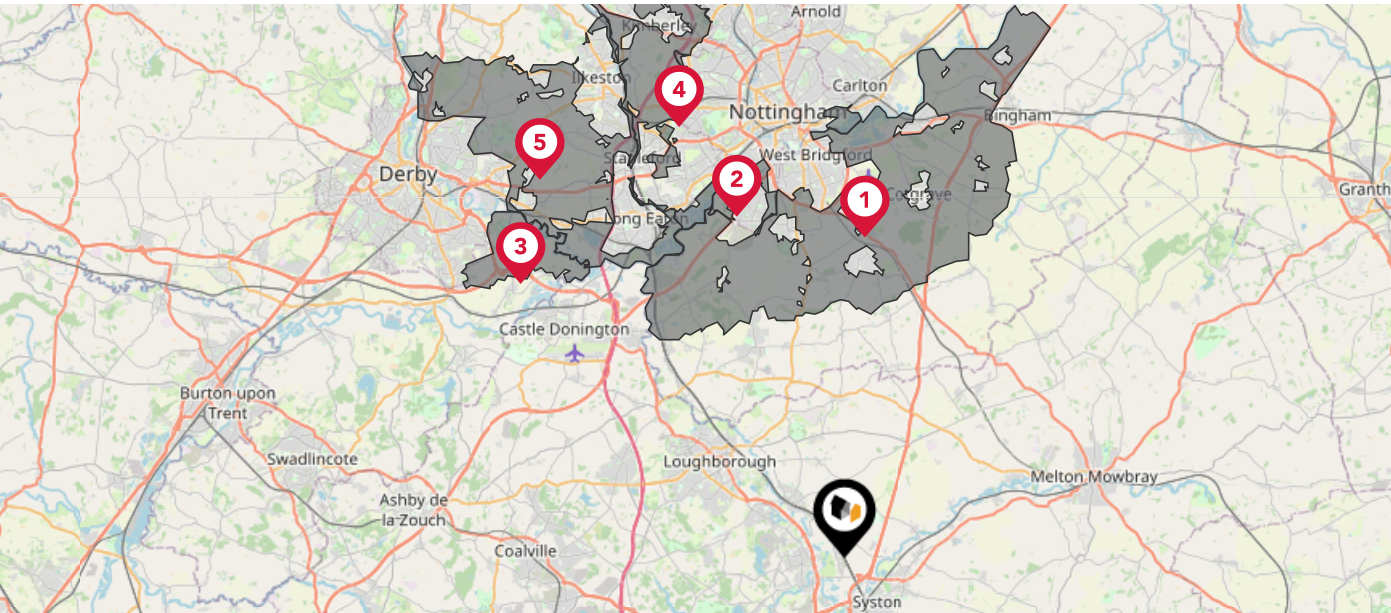 Arnold
Kimberley
Ilkeston
Carlton
4
Nottingham
Bingham
5
Stapleford
West Bridgford
Derby
2
1
Cotgrave
Grantha
Long Eaton
3
Castle Donington
Burton upon
Trent
Swadlincote
Loughborough
Melton Mowbray
Ashby de
la Zouch
Coalville
Syston